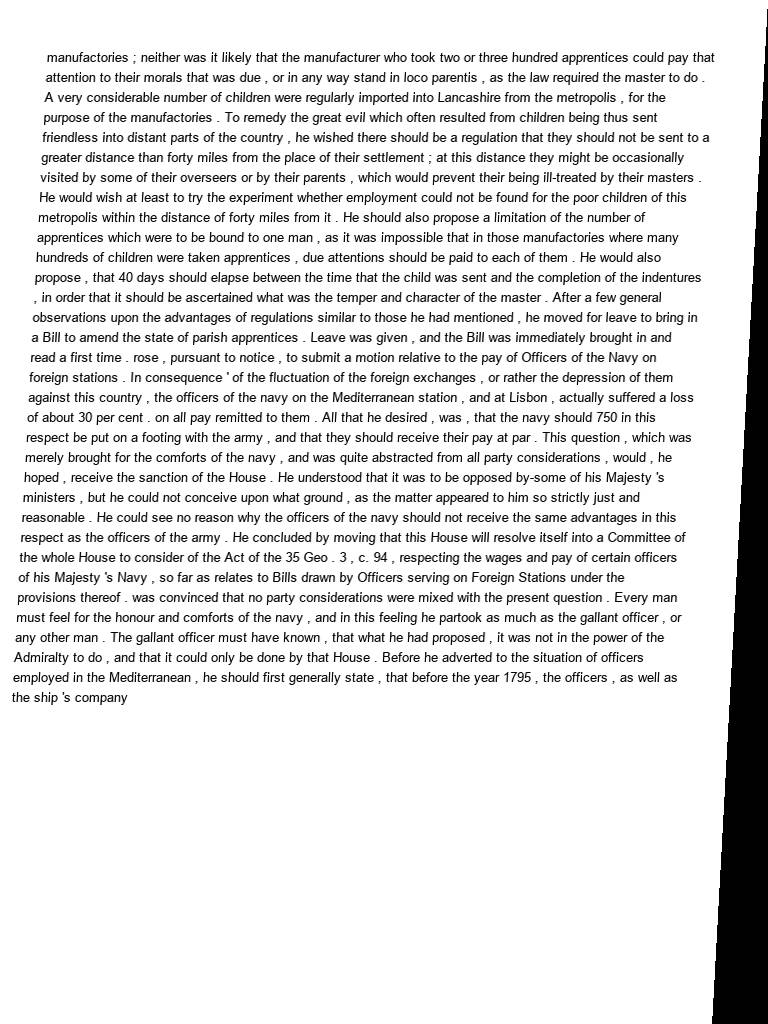 manufactories ; neither was it likely that the manufacturer who took two or three hundred apprentices could pay that
attention to their morals that was due , or in any way stand in loco parentis , as the law required the master to do .
A very considerable number of children were regularly imported into Lancashire from the metropolis , for the
purpose of the manufactories . To remedy the great evil which often resulted from children being thus sent
friendless into distant parts of the country , he wished there should be a regulation that they should not be sent to a
greater distance than forty miles from the place of their settlement ; at this distance they might be occasionally
visited by some of their overseers or by their parents , which would prevent their being ill-treated by their masters .
He would wish at least to try the experiment whether employment could not be found for the poor children of this
metropolis within the distance of forty miles from it . He should also propose a limitation of the number of
apprentices which were to be bound to one man , as it was impossible that in those manufactories where many
hundreds of children were taken apprentices , due attentions should be paid to each of them . He would also
propose , that 40 days should elapse between the time that the child was sent and the completion of the indentures
, in order that it should be ascertained what was the temper and character of the master . After a few general
observations upon the advantages of regulations similar to those he had mentioned , he moved for leave to bring in
a Bill to amend the state of parish apprentices . Leave was given , and the Bill was immediately brought in and
read a first time . rose , pursuant to notice , to submit a motion relative to the pay of Officers of the Navy on
foreign stations . In consequence ' of the fluctuation of the foreign exchanges , or rather the depression of them
against this country , the officers of the navy on the Mediterranean station , and at Lisbon , actually suffered a loss
of about 30 per cent . on all pay remitted to them . All that he desired , was , that the navy should 750 in this
respect be put on a footing with the army , and that they should receive their pay at par . This question , which was
merely brought for the comforts of the navy , and was quite abstracted from all party considerations , would , he
hoped , receive the sanction of the House . He understood that it was to be opposed by-some of his Majesty 's
ministers , but he could not conceive upon what ground , as the matter appeared to him so strictly just and
reasonable . He could see no reason why the officers of the navy should not receive the same advantages in this
respect as the officers of the army . He concluded by moving that this House will resolve itself into a Committee of
the whole House to consider of the Act of the 35 Geo . 3 , c. 94 , respecting the wages and pay of certain officers
of his Majesty 's Navy , so far as relates to Bills drawn by Officers serving on Foreign Stations under the
provisions thereof . was convinced that no party considerations were mixed with the present question . Every man
must feel for the honour and comforts of the navy , and in this feeling he partook as much as the gallant officer , or
any other man . The gallant officer must have known , that what he had proposed , it was not in the power of the
Admiralty to do , and that it could only be done by that House . Before he adverted to the situation of officers
employed in the Mediterranean , he should first generally state , that before the year 1795 , the officers , as well as
the ship 's company